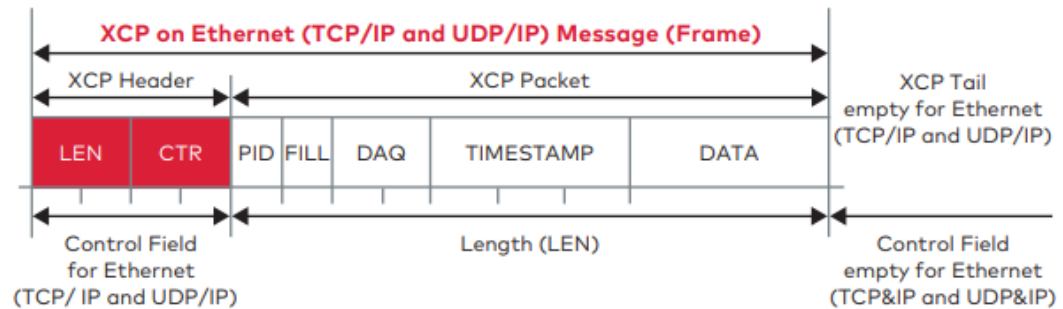 XCP on Ethernet (TCP/IP and UDP/IP) Message (Frame)
XCP Header
XCP Packet
XCP Tail
empty for Ethernet
(TCP/IP and UDP/IP)
LEN
CTR
PID
FILL
DAQ
TIMESTAMP
DATA
Control Field
for Ethernet
(TCP/ IP and UDP/IP)
Length (LEN)
Control Field
empty for Ethernet
(TCP&IP and UDP&IP)